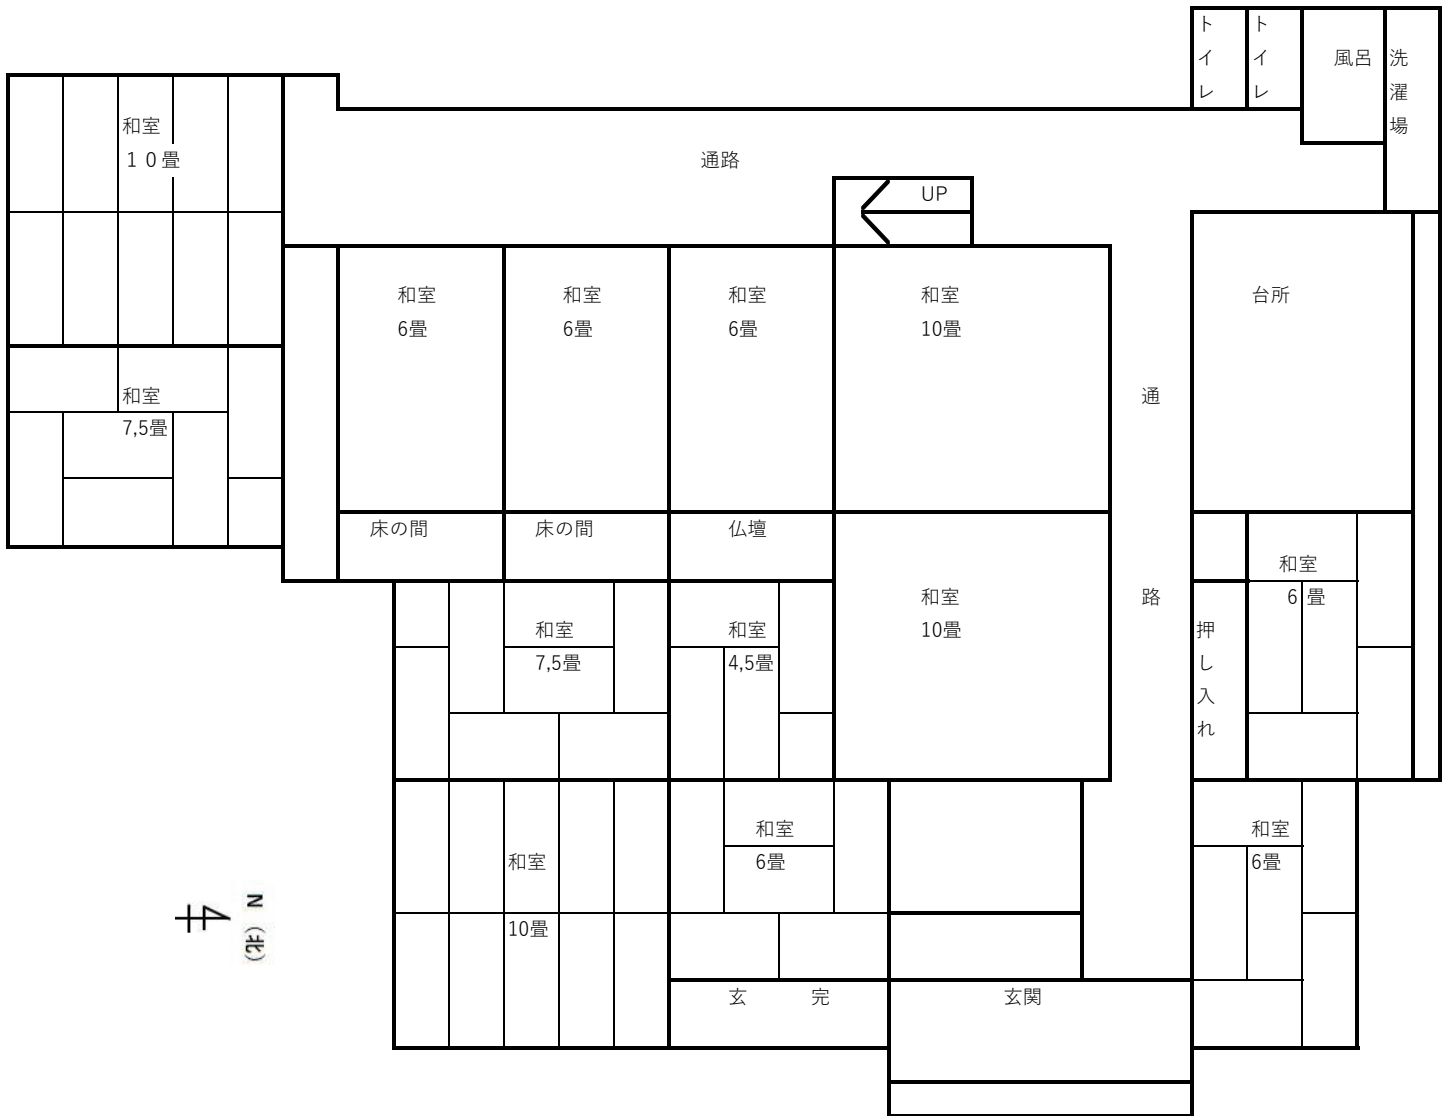 トイレ
トイレ
風呂
洗濯場
和室
１０畳
通路
UP
和室
6畳
和室
6畳
和室
6畳
和室
10畳
台所
和室
7,5畳
通路
床の間
床の間
仏壇
和室
6畳
和室
10畳
押し入れ
和室
7,5畳
和室
4,5畳
和室
6畳
和室
6畳
和室
10畳
N（北）
玄　完
玄関